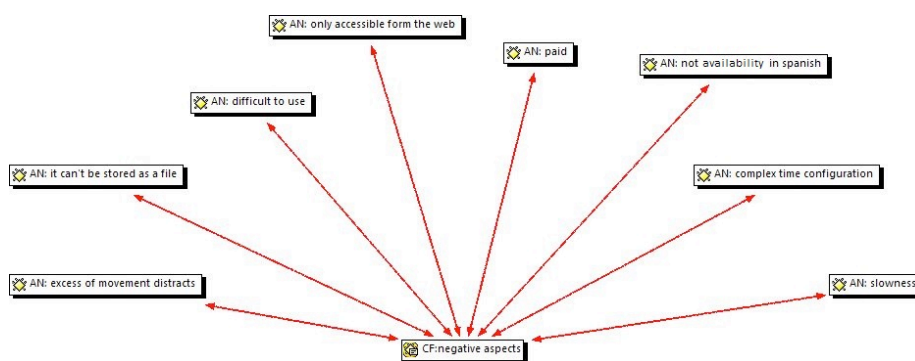 AN: only accessible form the web
AN: paid
AN: not availability in spanish
AN: difficult to use
AN: it can't be stored as a file
AN: complex time configuration
AN: excess of movement distracts
AN: slowness
CF:negative aspects